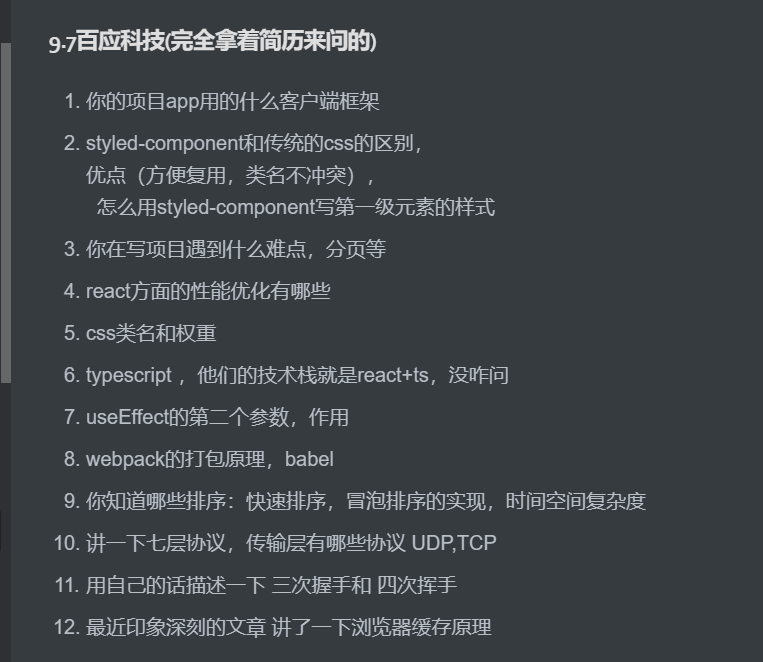 9.7百应科技(完全拿着简历来问的)
1. 你的项目app用的什么客户端框架
2. styled-component和传统的css的区别，
优点（方便复用，类名不冲突），
怎么用styled-component写第一级元素的样式
3. 你在写项目遇到什么难点，分页等
4. react方面的性能优化有哪些
5. css类名和权重
6. typescript ，他们的技术栈就是react+ts，没咋问
7. useEffect的第二个参数，作用
8. webpack的打包原理，babel
9. 你知道哪些排序：快速排序，冒泡排序的实现，时间空间复杂度
10. 讲一下七层协议，传输层有哪些协议 UDP,TCP
11. 用自己的话描述一下 三次握手和 四次挥手
12. 最近印象深刻的文章 讲了一下浏览器缓存原理